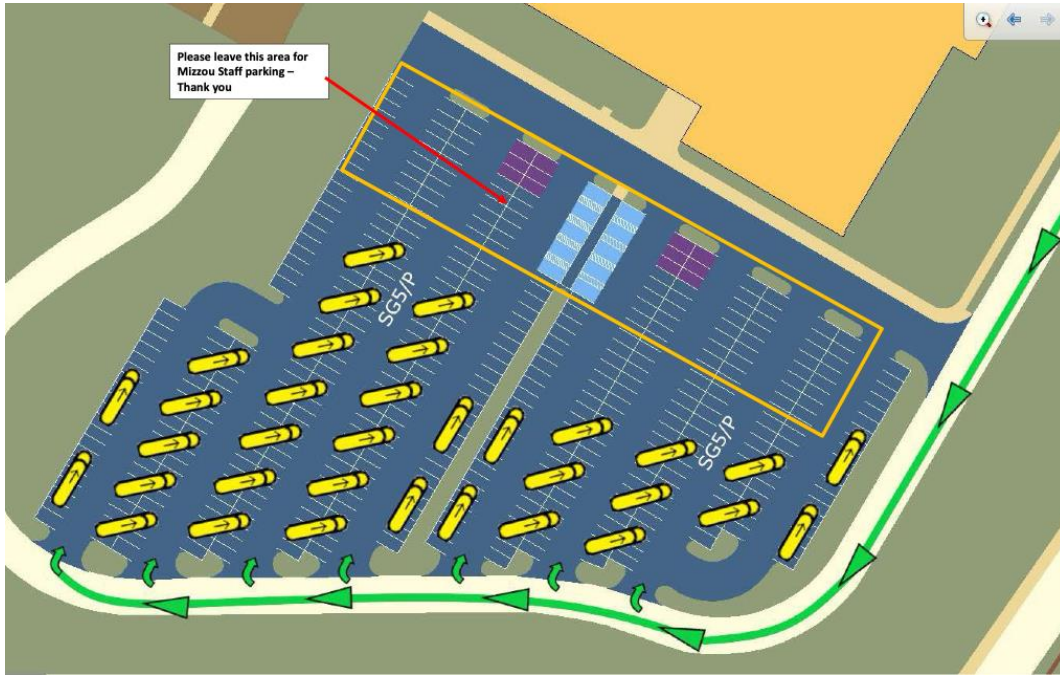 Please leave this area for
Mizzou Staff parking –
Thank you
SG5/P
SG5/P